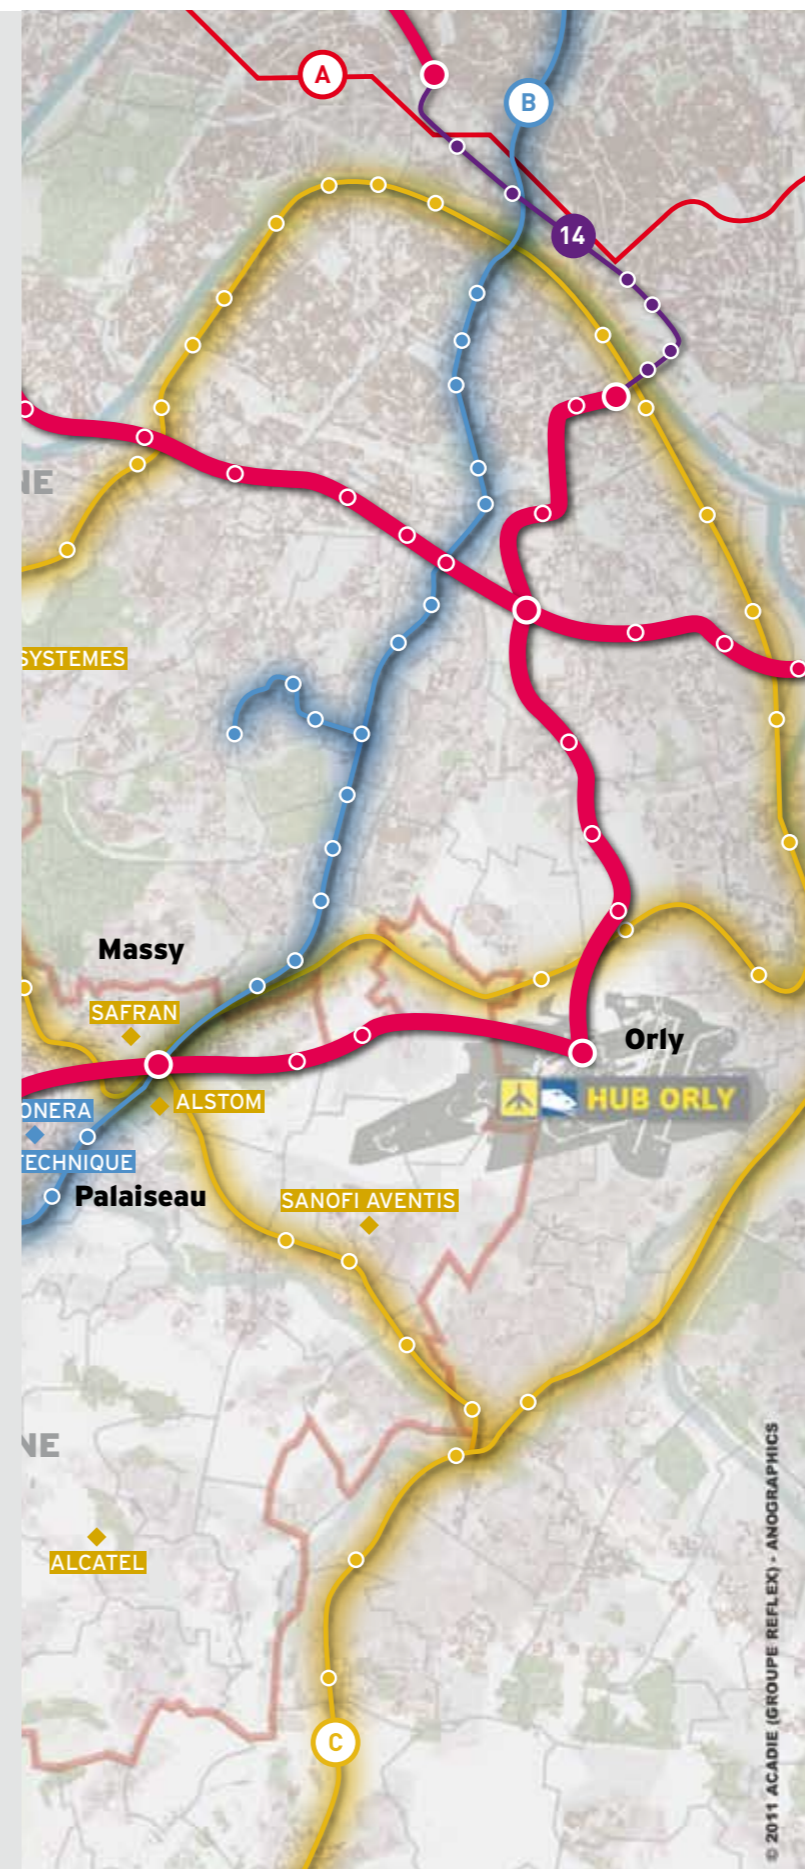 A
B
14
NE
SYSTEMES
Massy
SAFRAN
Orly
HUB ORLY
ALSTOM
ONERA
TECHNIQUE
Palaiseau
SANOFI AVENTIS
NE
ALCATEL
C
© 2011 ACADIE (GROUPE REFLEX) - ANOGRAPHICS